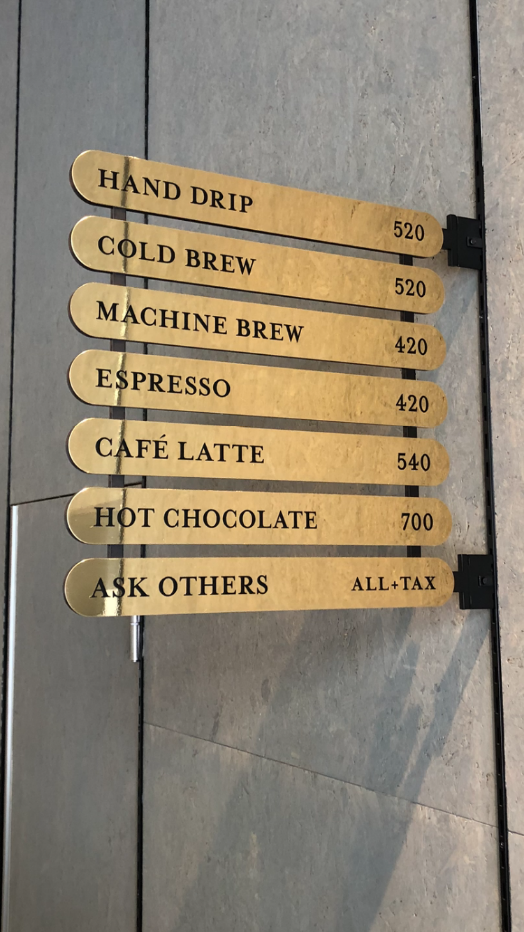 HAND DRIP 520
COLD BREW 520
MACHINE BREW 420
ESPRESSO 420
CAFÉ LATTE 540
HOT CHOCOLATE 700
ASK OTHERS ALL+TAX